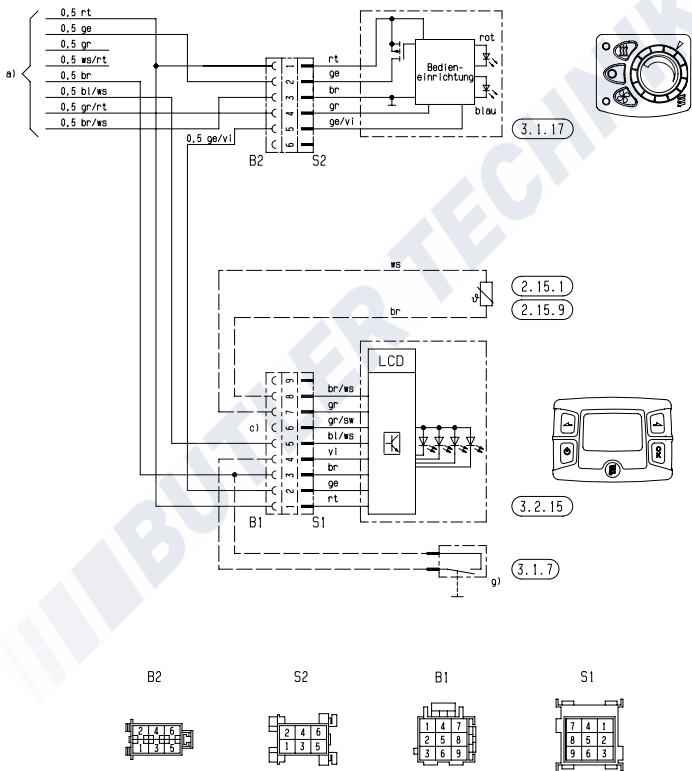 a)
0,5 rt
0,5 ge
0,5 gr
0,5 ws/rt
0,5 br
0,5 bl/ws
0,5 gr/rt
0,5 br/ws
0,5 ge/vi
1
2
3
4
5
6
B2
S2
rt
ge
br
gr
ge/vi
Bedien-
einrichtung
rot
blau
3.1.17
ws
br
2.15.1
2.15.9
c)
9
8
7
6
5
4
3
2
1
B1
S1
br/ws
gr
gr/sw
bl/ws
vi
br
ge
rt
LCD
OK
3.2.15
3.1.7
g)
B2
S2
B1
S1
2 4 6
1 3 5
2 4 6
1 3 5
1 4 7
2 5 8
3 6 9
7 4 1
8 5 2
9 6 3
BUTLER TECHNIK